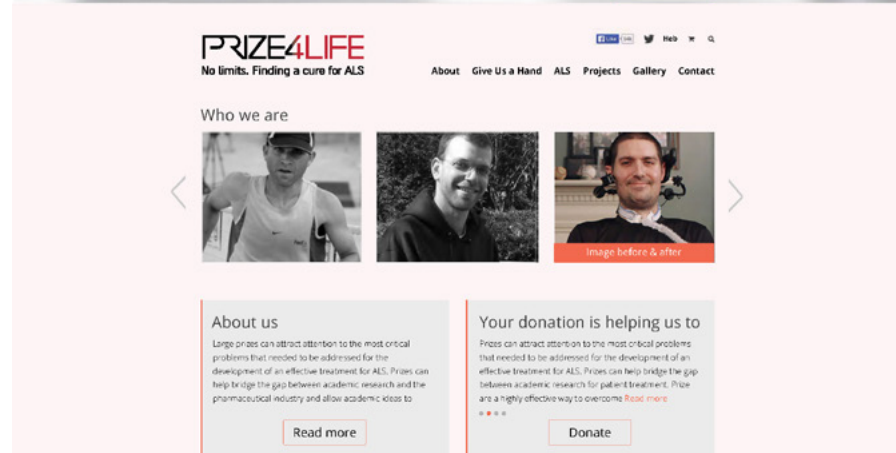 PRIZE4LIFE
No limits. Finding a cure for ALS
Like
Heb
About Give Us a Hand ALS Projects Gallery Contact
Who we are
Image before & after
About us
Large prizes can attract attention to the most critical
problems that needed to be addressed for the
development of an effective treatment for ALS. Prizes can
help bridge the gap between academic research and the
pharmaceutical industry and allow academic ideas to
Read more
Your donation is helping us to
Prizes can attract attention to the most critical problems
that needed to be addressed for the development of an
effective treatment for ALS. Prizes can help bridge the gap
between academic research for patient treatment. Prize
are a highly effective way to overcome Read more
Donate